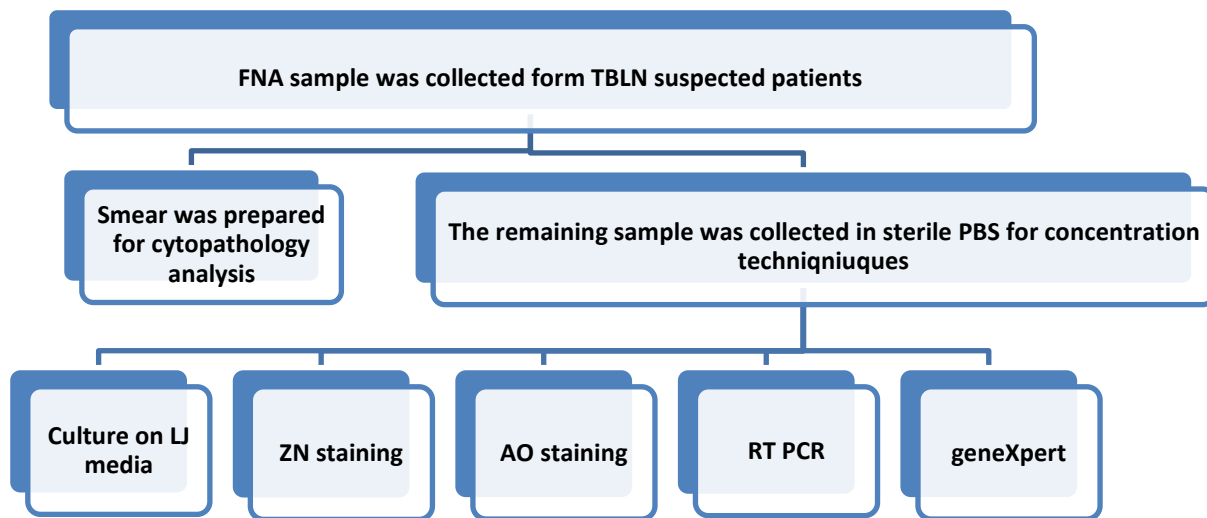 FNA sample was collected form TBLN suspected patients
Smear was prepared
for cytopathology
analysis
The remaining sample was collected in sterile PBS for concentration
techniqniuques
Culture on LJ
media
ZN staining
AO staining
RT PCR
geneXpert